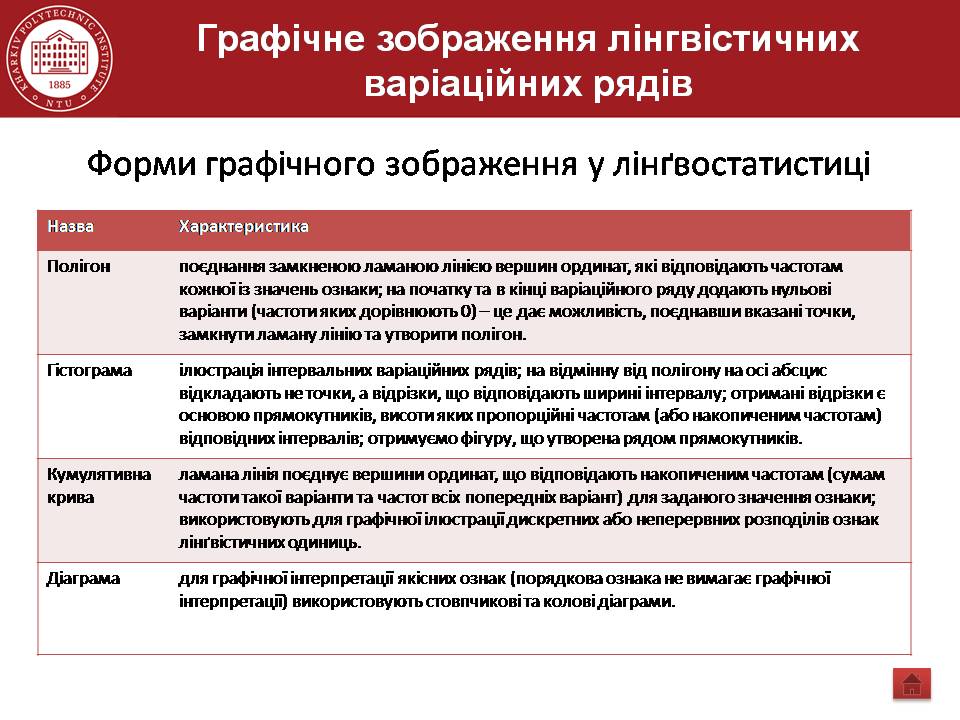 KHARKIV POLYTECHNIC INSTITUTE
1885
NTU
Графічне зображення лінгвістичних
варіаційних рядів
Форми графічного зображення у лінґвостатистиці
Назва Характеристика
Полігон поєднання замкненою ламаною лінією вершин ординат, які відповідають частотам
кожної із значень ознаки; на початку та в кінці варіаційного ряду додають нульові
варіанти (частоти яких дорівнюють 0) – це дає можливість, поєднавши вказані точки,
замкнути ламану лінію та утворити полігон.
Гістограма ілюстрація інтервальних варіаційних рядів; на відмінну від полігону на осі абсцис
відкладають не точки, а відрізки, що відповідають ширині інтервалу; отримані відрізки є
основою прямокутників, висоти яких пропорційні частотам (або накопиченим частотам)
відповідних інтервалів; отримуємо фігуру, що утворена рядом прямокутників.
Кумулятивна ламана лінія поєднує вершини ординат, що відповідають накопиченим частотам (сумам
крива частоти такої варіанти та частот всіх попередніх варіант) для заданого значення ознаки;
використовують для графічної ілюстрації дискретних або неперервних розподілів ознак
лінґвістичних одиниць.
Діаграма для графічної інтерпретації якісних ознак (порядкова ознака не вимагає графічної
інтерпретації) використовують стовпчикові та колові діаграми.